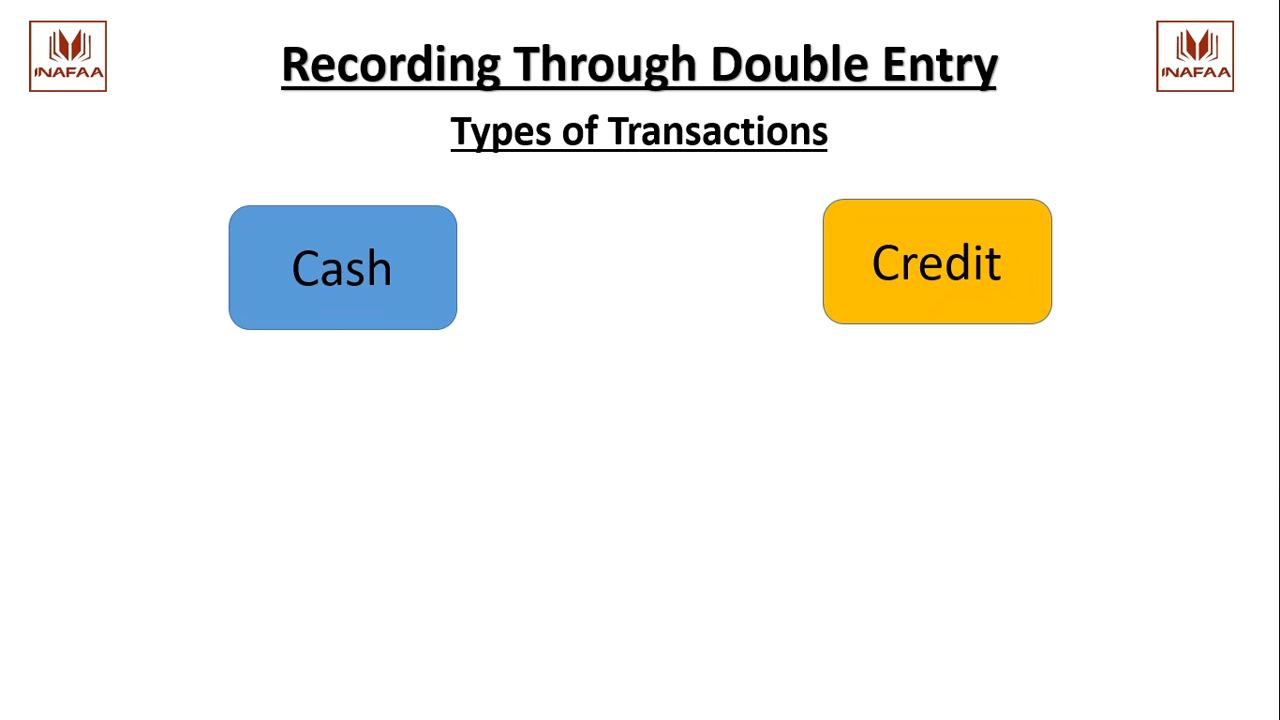 INAFAA
Recording Through Double Entry
INAFAA
Types of Transactions
Cash
Credit